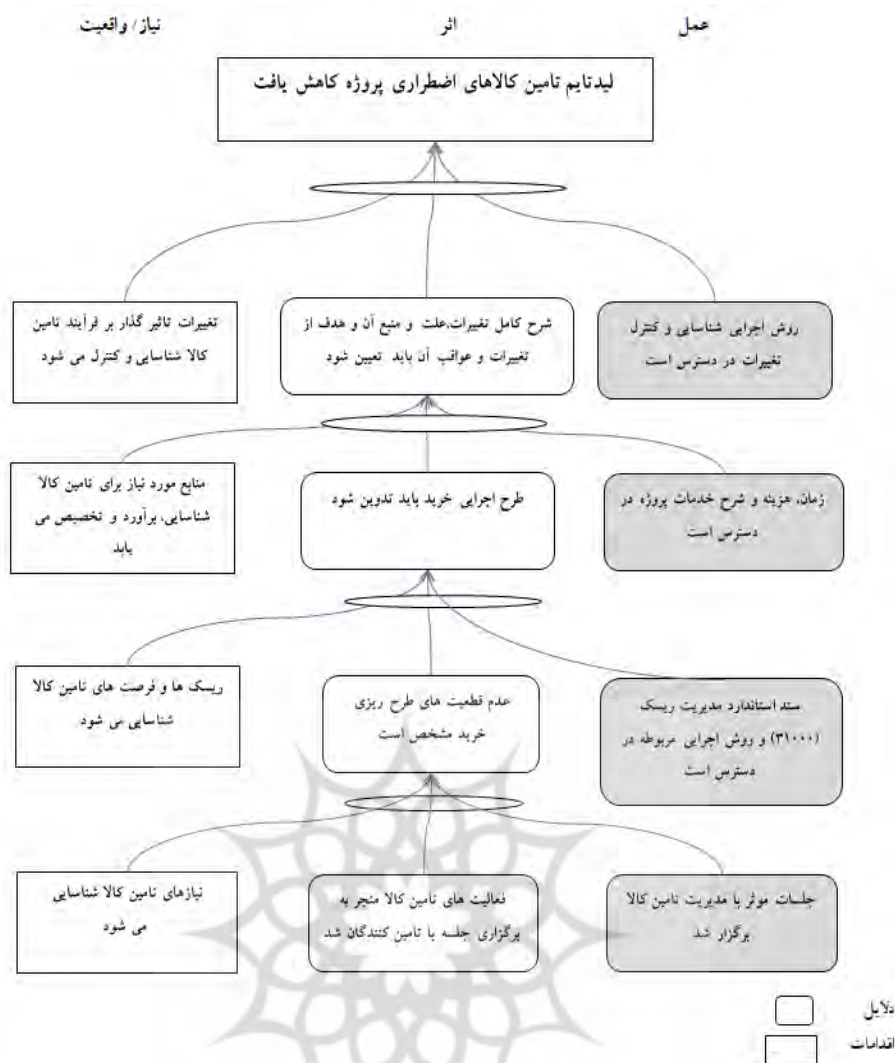 عمل
اثر
نیاز/ واقعیت
لیدتایم تامین کالاهای اضطراری پروژه کاهش یافت
روش اجرایی شناسایی و کنترل
تغییرات در دسترس است
شرح کامل تغییرات،علت و منبع آن و هدف از
تغییرات و عواقب آن باید تعیین شود
تغییرات تاثیر گذار بر فرآیند تامین
کالا شناسایی و کنترل می شود
زمان، هزینه و شرح خدمات پروژه در
دسترس است
طرح اجرایی خرید باید تدوین شود
منابع مورد نیاز برای تامین کالا
شناسایی، برآورد و تخصیص می
یابد
سند استاندارد مدیریت ریسک
(۳۱۰۰۰) و روش اجرایی مربوطه در
دسترس است
عدم قطعیت های طرح ریزی
خرید مشخص است
ریسک ها و فرصت های تامین کالا
شناسایی می شود
جلسات موثر با مدیریت تامین کالا
برگزار شد
فعالیت های تامین کالا منجر به
برگزاری جلسه با تامین کنندگان شد
نیازهای تامین کالا شناسایی
می شود
دلایل
اقدامات